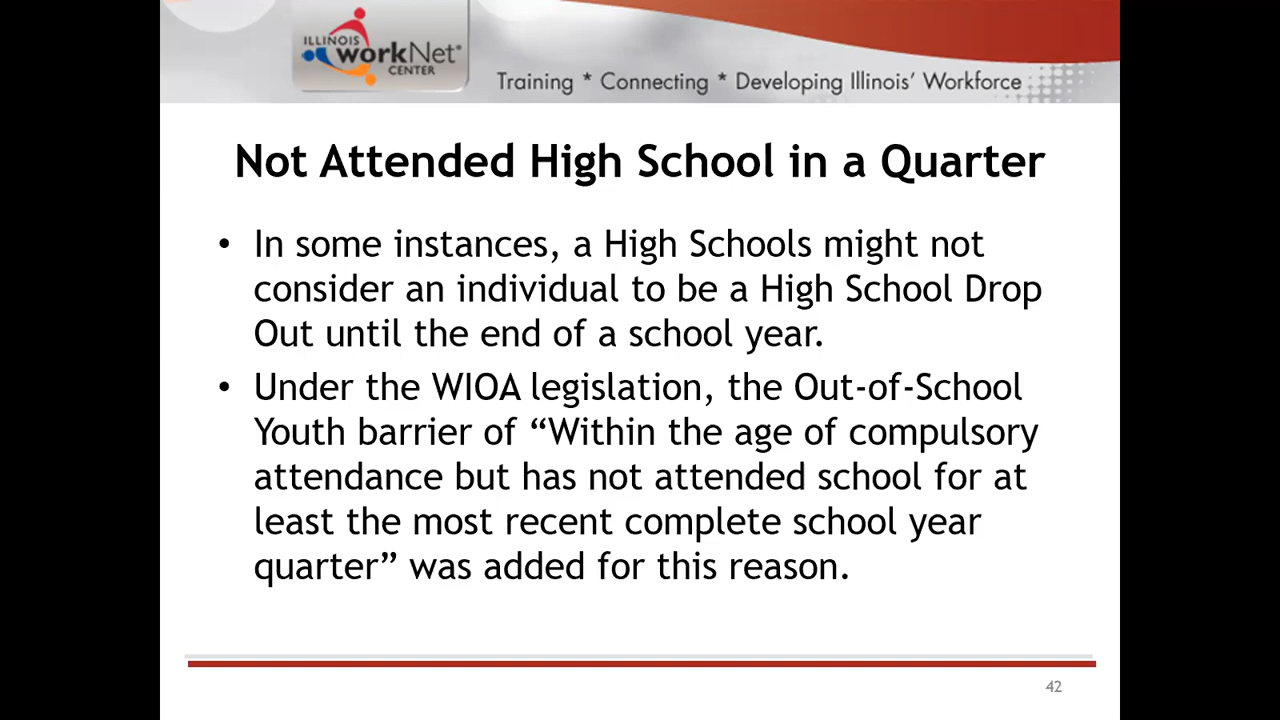 ILLINOIS
workNet®
CENTER
Training * Connecting * Developing Illinois’ Workforce
Not Attended High School in a Quarter
• In some instances, a High Schools might not
consider an individual to be a High School Drop
Out until the end of a school year.
• Under the WIOA legislation, the Out-of-School
Youth barrier of “Within the age of compulsory
attendance but has not attended school for at
least the most recent complete school year
quarter” was added for this reason.
42